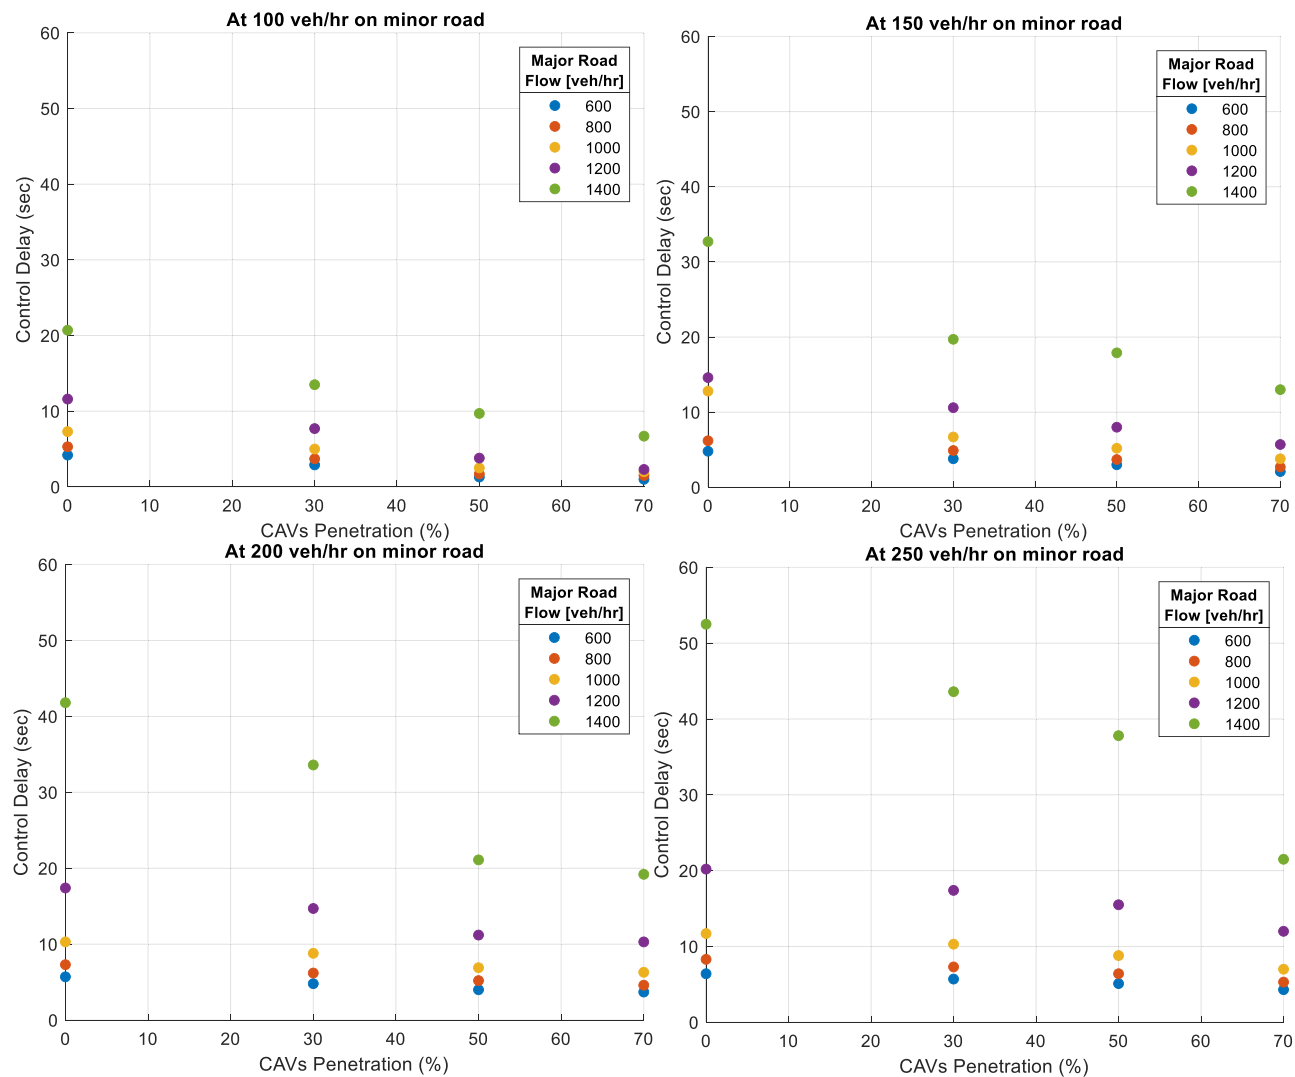 At 100 veh/hr on minor road
60
50
40
30
20
10
0
Control Delay (sec)
Major Road
Flow [veh/hr]
600
800
1000
1200
1400
0 10 20 30 40 50 60 70
CAVs Penetration (%)
At 150 veh/hr on minor road
60
50
40
30
20
10
0
Control Delay (sec)
Major Road
Flow [veh/hr]
600
800
1000
1200
1400
0 10 20 30 40 50 60 70
CAVs Penetration (%)
At 200 veh/hr on minor road
60
50
40
30
20
10
0
Control Delay (sec)
Major Road
Flow [veh/hr]
600
800
1000
1200
1400
0 10 20 30 40 50 60 70
CAVs Penetration (%)
At 250 veh/hr on minor road
60
50
40
30
20
10
0
Control Delay (sec)
Major Road
Flow [veh/hr]
600
800
1000
1200
1400
0 10 20 30 40 50 60 70
CAVs Penetration (%)